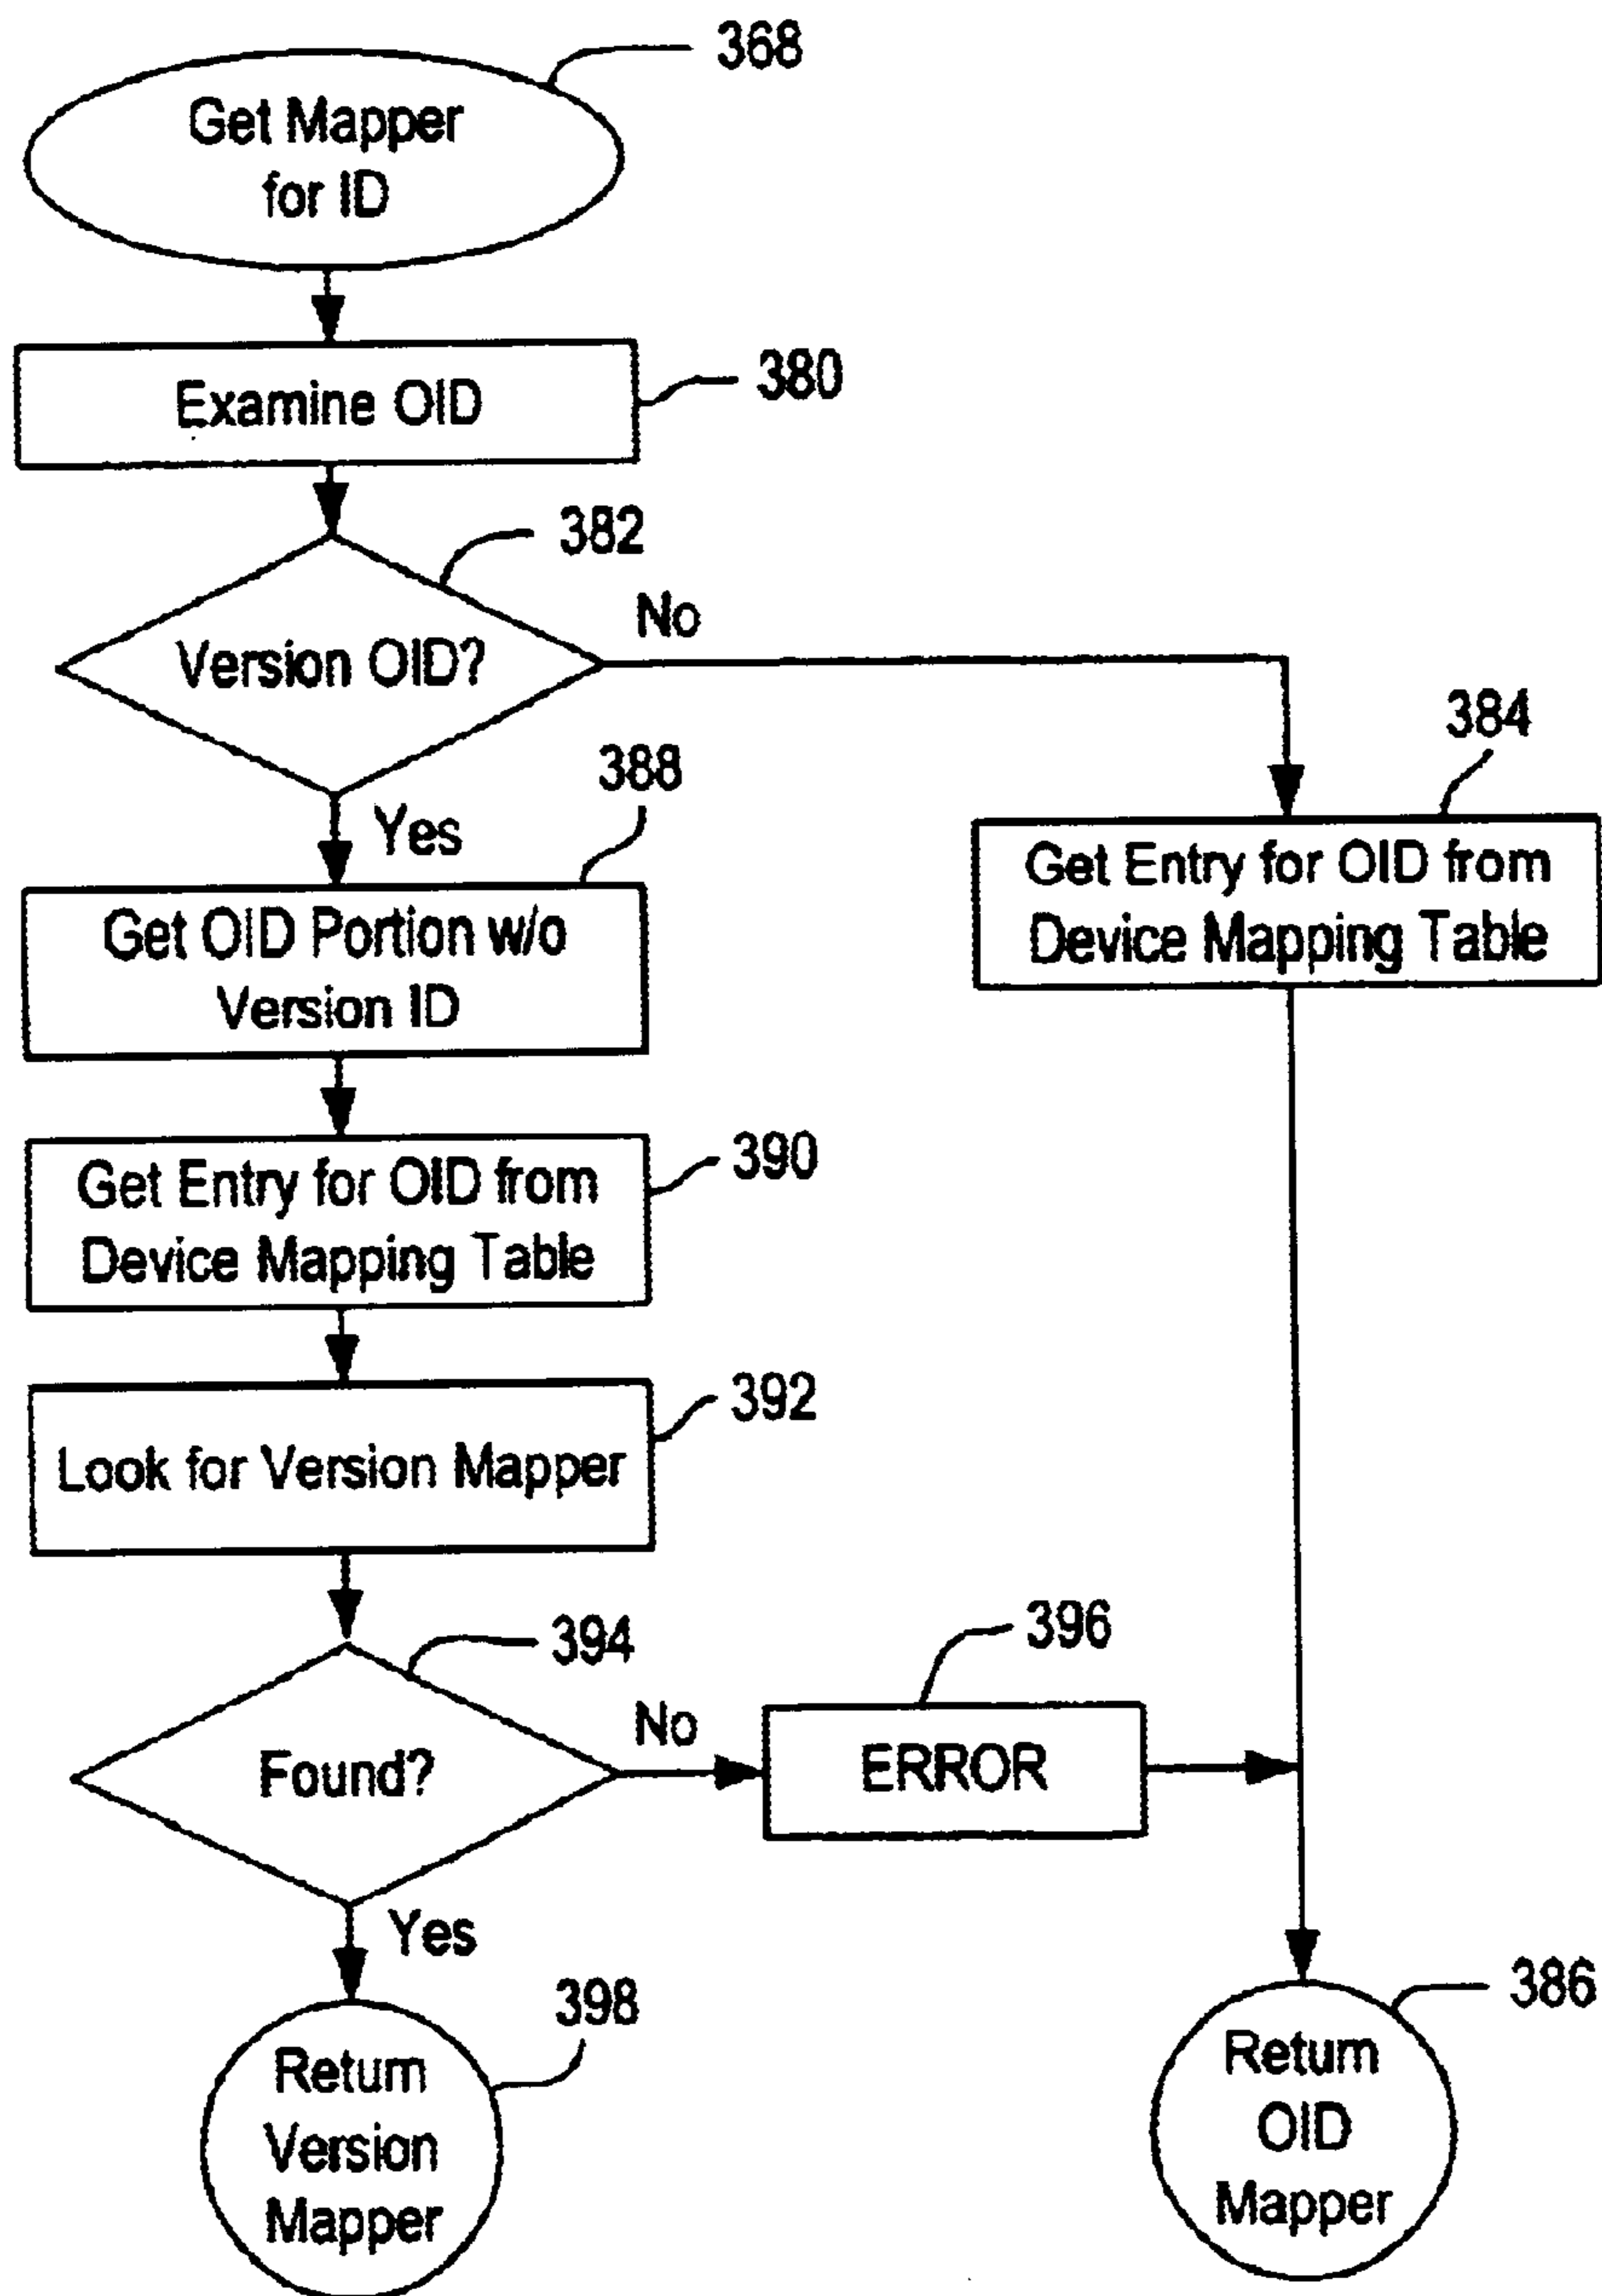 368
Get Mapper
for ID
380
Examine OID
382
Version OID?
No
Yes
384
Get Entry for OID from
Device Mapping Table
388
Get OID Portion w/o
Version ID
390
Get Entry for OID from
Device Mapping Table
392
Look for Version Mapper
394
Found?
No
396
ERROR
Yes
398
Return
Version
Mapper
386
Return
OID
Mapper